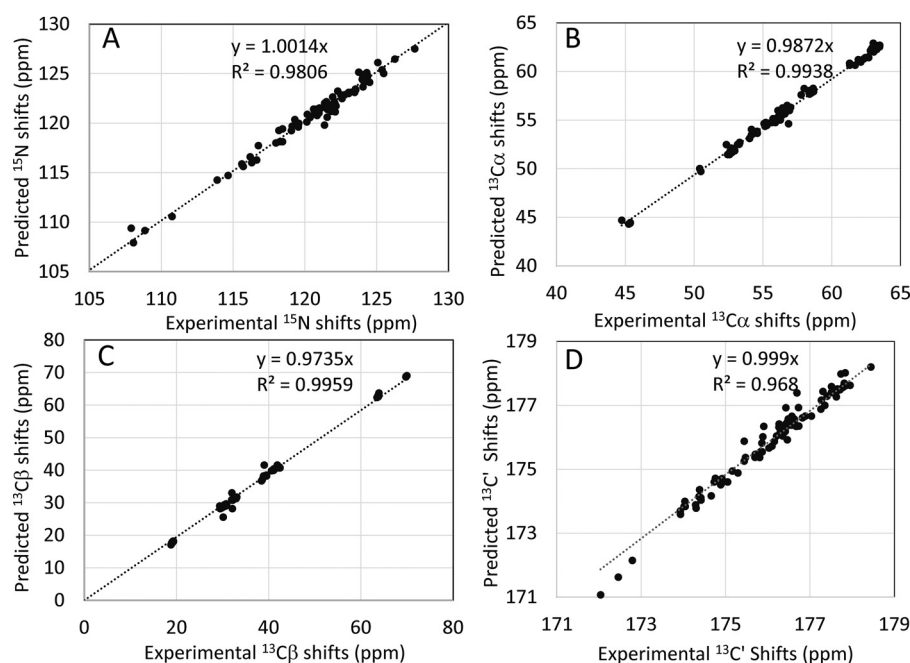 A
y = 1.0014x
R² = 0.9806
130
125
120
115
110
105
105 110 115 120 125 130
Predicted ¹⁵N shifts (ppm)
Experimental ¹⁵N shifts (ppm)
B
y = 0.9872x
R² = 0.9938
65
60
55
50
45
40
40 45 50 55 60 65
Predicted ¹³Cα shifts (ppm)
Experimental ¹³Cα shifts (ppm)
C
y = 0.9735x
R² = 0.9959
80
70
60
50
40
30
20
10
0
0 20 40 60 80
Predicted ¹³Cβ shifts (ppm)
Experimental ¹³Cβ shifts (ppm)
D
y = 0.999x
R² = 0.968
179
177
175
173
171
171 173 175 177 179
Predicted ¹³C' Shifts (ppm)
Experimental ¹³C' Shifts (ppm)